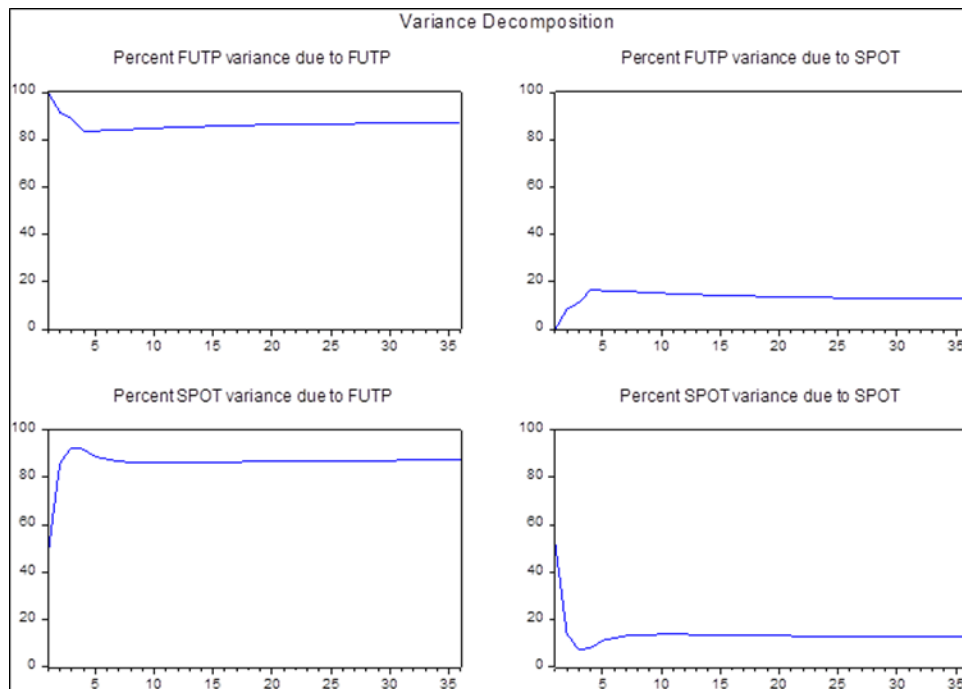 Variance Decomposition
Percent FUTP variance due to FUTP
100
80
60
40
20
0
5 10 15 20 25 30 35
Percent FUTP variance due to SPOT
100
80
60
40
20
0
5 10 15 20 25 30 35
Percent SPOT variance due to FUTP
100
80
60
40
20
0
5 10 15 20 25 30 35
Percent SPOT variance due to SPOT
100
80
60
40
20
0
5 10 15 20 25 30 35